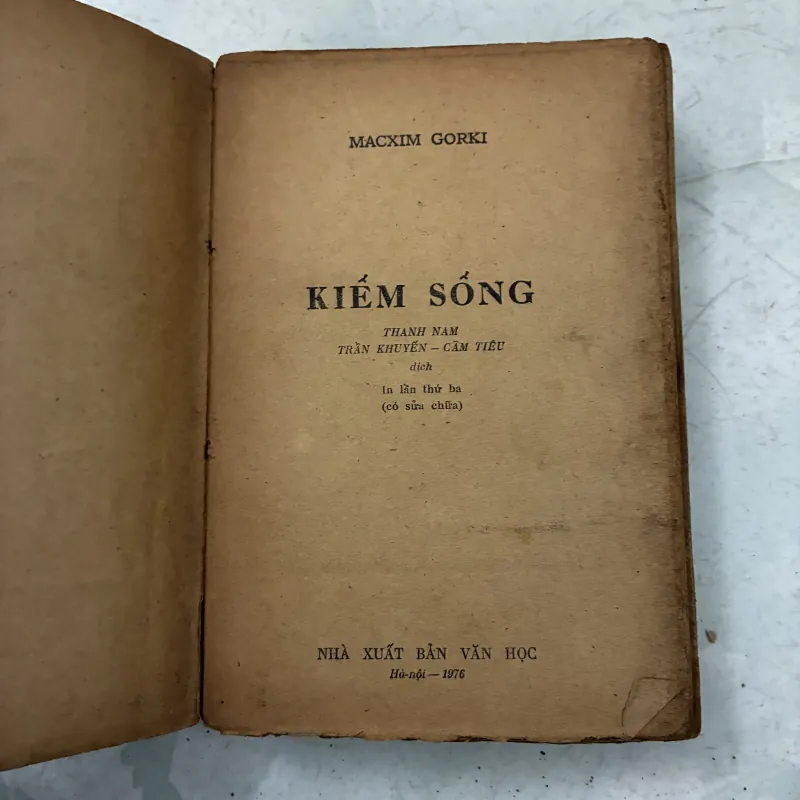 MACXIM GORKI
KIẾM SỐNG
THANH NAM
TRẦN KHUYẾN — CẦM TIÊU
dịch
In lần thứ ba
(có sửa chữa)
NHÀ XUẤT BẢN VĂN HỌC
Hà-nội — 1976